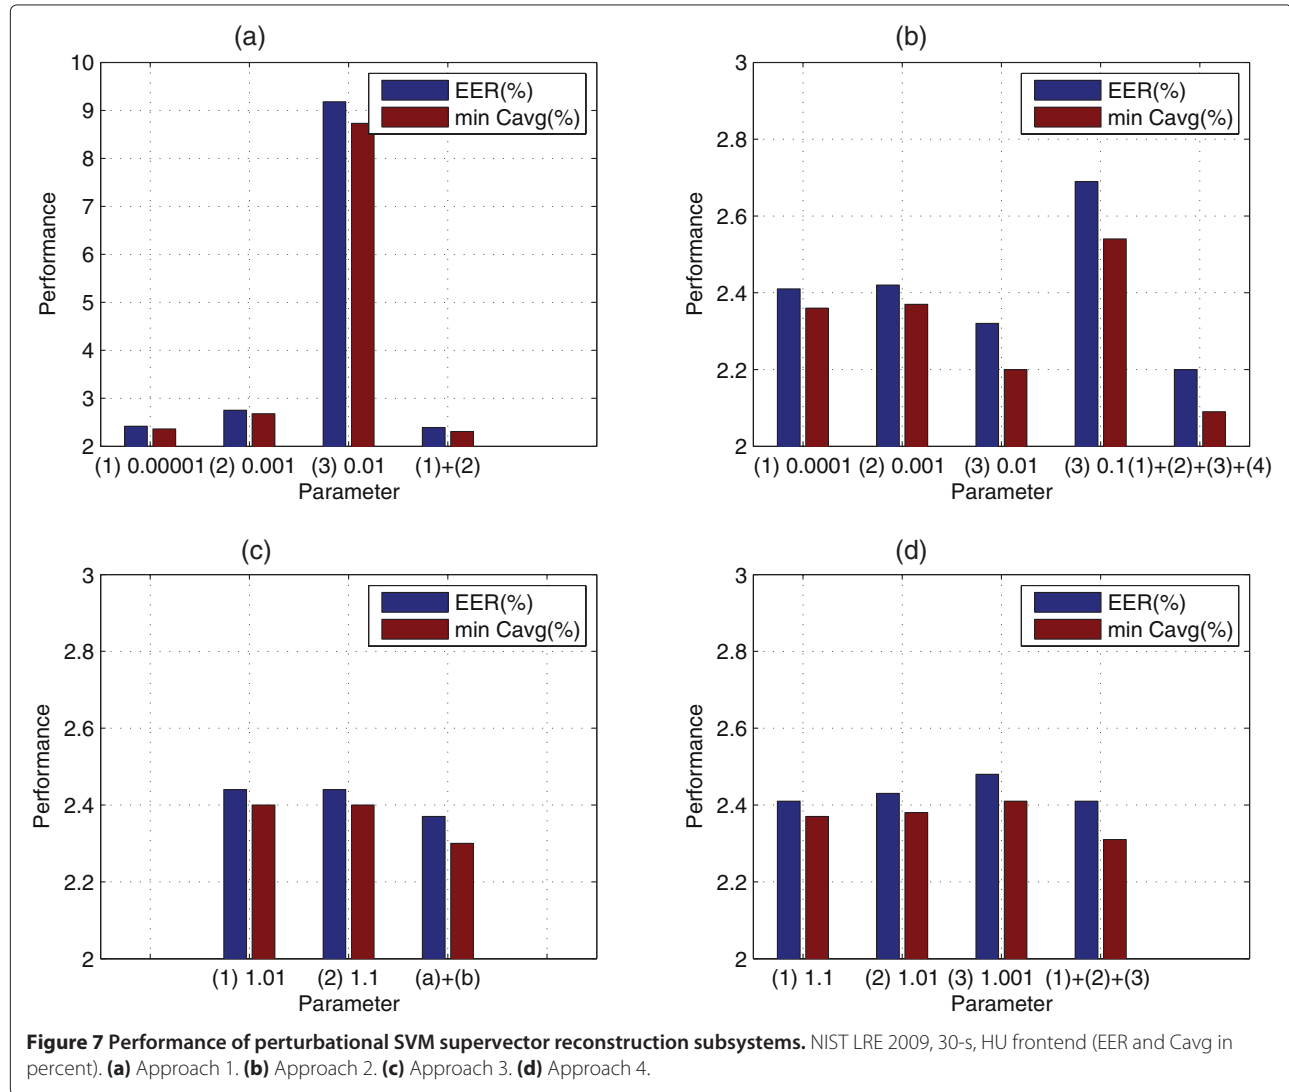 (a)
10
9
8
7
6
5
4
3
2
Performance
EER(%)
min Cavg(%)
(1) 0.00001 (2) 0.001 (3) 0.01 (1)+(2)
Parameter
(b)
3
2.8
2.6
2.4
2.2
2
Performance
EER(%)
min Cavg(%)
(1) 0.0001 (2) 0.001 (3) 0.01 (3) 0.1(1)+(2)+(3)+(4)
Parameter
(c)
3
2.8
2.6
2.4
2.2
2
Performance
EER(%)
min Cavg(%)
(1) 1.01 (2) 1.1 (a)+(b)
Parameter
(d)
3
2.8
2.6
2.4
2.2
2
Performance
EER(%)
min Cavg(%)
(1) 1.1 (2) 1.01 (3) 1.001 (1)+(2)+(3)
Parameter
Figure 7 Performance of perturbational SVM supervector reconstruction subsystems. NIST LRE 2009, 30-s, HU frontend (EER and Cavg in
percent). (a) Approach 1. (b) Approach 2. (c) Approach 3. (d) Approach 4.